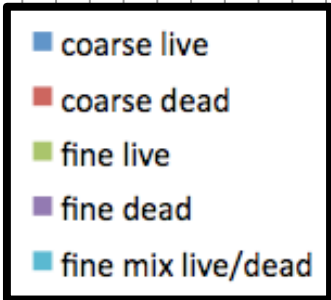 coarse live
coarse dead
fine live
fine dead
fine mix live/dead